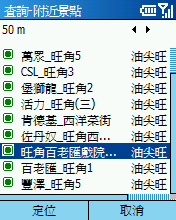 查詢-附近景點
50 m
萬眾_旺角5 油尖旺
CSL_旺角3 油尖旺
堡獅龍_旺角2 油尖旺
活力_旺角(三) 油尖旺
肯德基_西洋菜街 油尖旺
佐丹奴_旺角西... 油尖旺
旺角百老匯戲院... 油尖旺
百老匯_旺角1 油尖旺
豐澤_旺角5 油尖旺
定位 取消